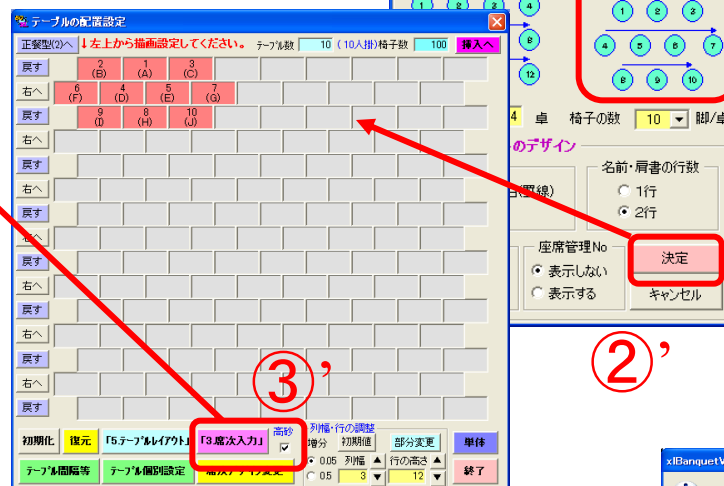 テーブルの配置設定
正餐型(2)へ ↓左上から描画設定してください。 テーブル数 10 (10人掛)椅子数 100 挿入へ
戻す 2 (B) 1 (A) 3 (C)
右へ 6 (F) 4 (D) 5 (E) 7 (G)
戻す 9 (I) 8 (H) 10 (J)
右へ
戻す
右へ
戻す
右へ
戻す
右へ
戻す
右へ
戻す
右へ
戻す
③’
初期化 復元 「5.テーブルレイアウト」 「3.席次入力」 高砂
列幅・行の調整
増分 初期値 部分変更 単体
テーブル間隔等 テーブル個別設定
0.05 列幅 行の高さ
0.5 3 12 終了
1 2 3 4
8
12
1 2 3
4 5 6 7
8 9 10
4 卓 椅子の数 10 脚/卓
のデザイン
名前・肩書の行数
罫線)
1行
2行
座席管理No
表示しない
表示する
決定
キャンセル
②’
xlBanquetV